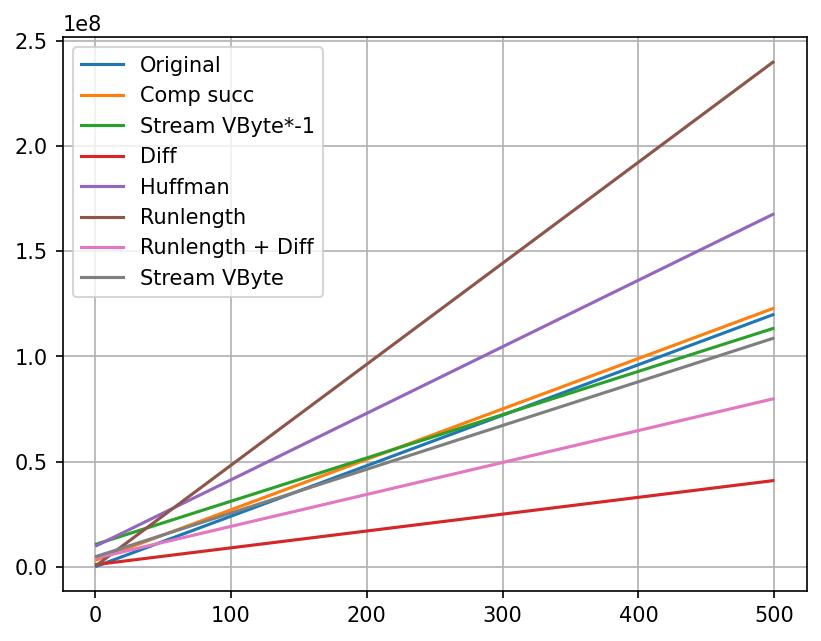 1e8
2.5
2.0
1.5
1.0
0.5
0.0
Original
Comp succ
Stream VByte*-1
Diff
Huffman
Runlength
Runlength + Diff
Stream VByte
0 100 200 300 400 500